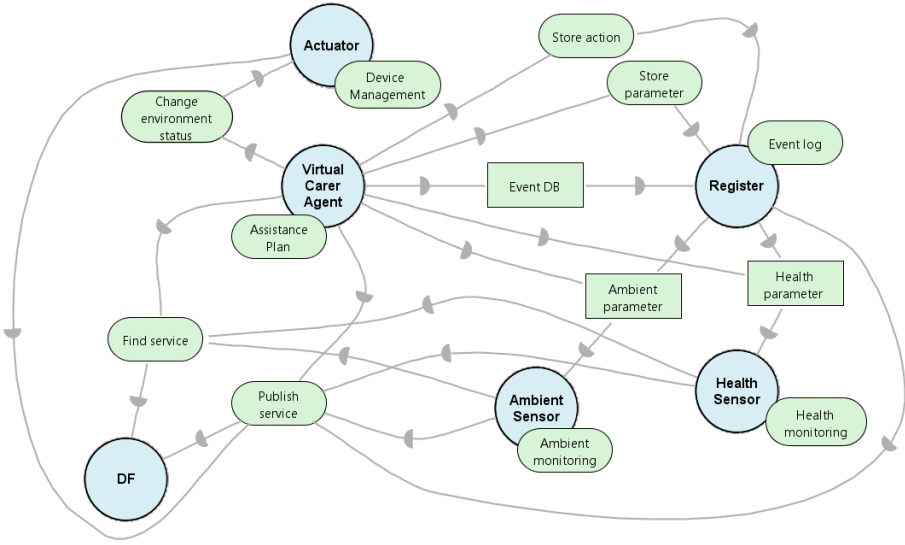 Store action
Actuator
Device
Management
Store
parameter
Change
environment
status
Event log
Virtual
Carer
Agent
Event DB
Register
Assistance
Plan
Ambient
parameter
Health
parameter
Find service
Publish
service
Ambient
Sensor
Health
Sensor
Health
monitoring
Ambient
monitoring
DF